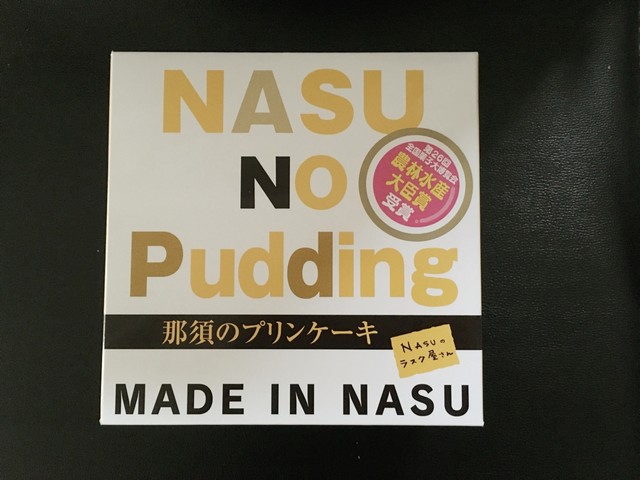 NASU
NO
Pudding
第26回
全国菓子大博覧会
農林水産
大臣賞
受賞
那須のプリンケーキ
NASUの
ラスク屋さん
MADE IN NASU